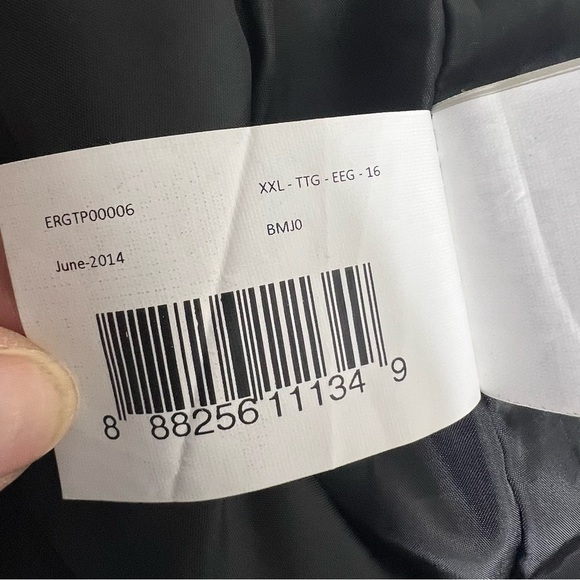 ERGTP00006
XXL - TTG - EEG - 16
June-2014
BMJ0
8 88256 11134 9